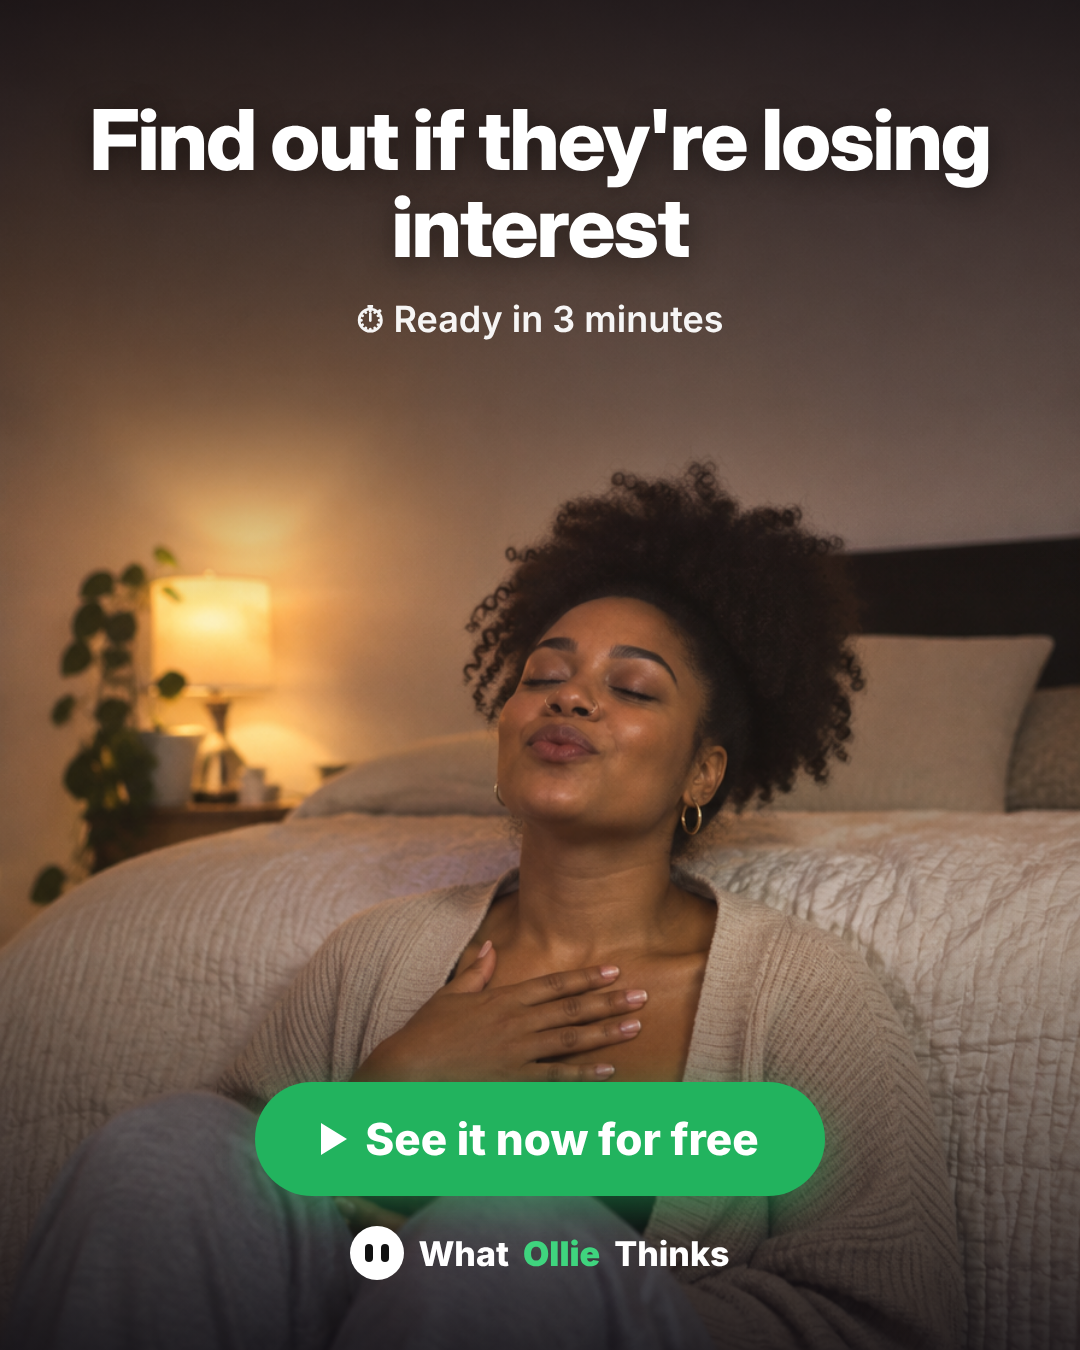 Find out if they're losing
interest
⏱ Ready in 3 minutes
▶ See it now for free
What Ollie Thinks